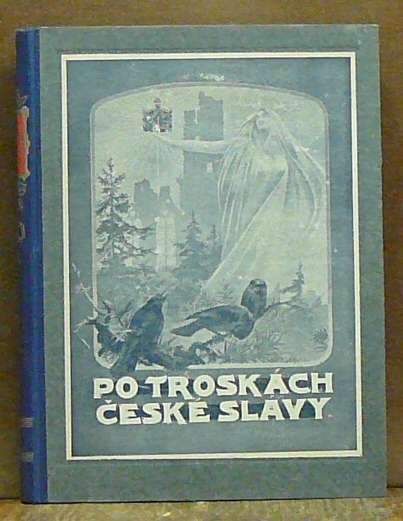 PO TROSKÁCH
ČESKÉ SLÁVY.